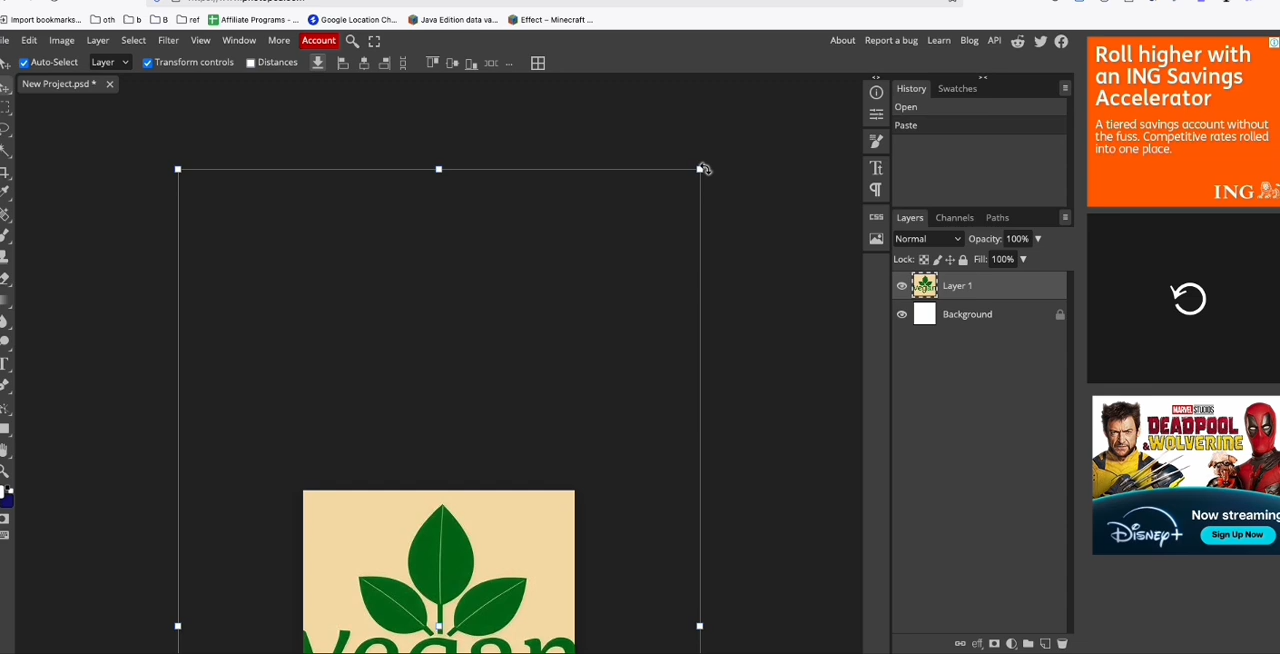 Import bookmarks...
oth
b
B
ref
Affiliate Programs - ...
Google Location Ch...
Java Edition data va...
Effect – Minecraft ...
Edit
Image
Layer
Select
Filter
View
Window
More
Account
About
Report a bug
Learn
Blog
API
Auto-Select
Layer
Transform controls
Distances
...
New Project.psd *
History
Swatches
Open
Paste
Layers
Channels
Paths
Normal
Opacity: 100%
Lock:
Fill: 100%
Layer 1
Background
CSS
eff
Roll higher with
an ING Savings
Accelerator
A tiered savings account without
the fuss. Competitive rates rolled
into one place.
ING
MARVEL STUDIOS
DEADPOOL
& WOLVERINE
Now streaming
Disney+
Sign Up Now
Vegan